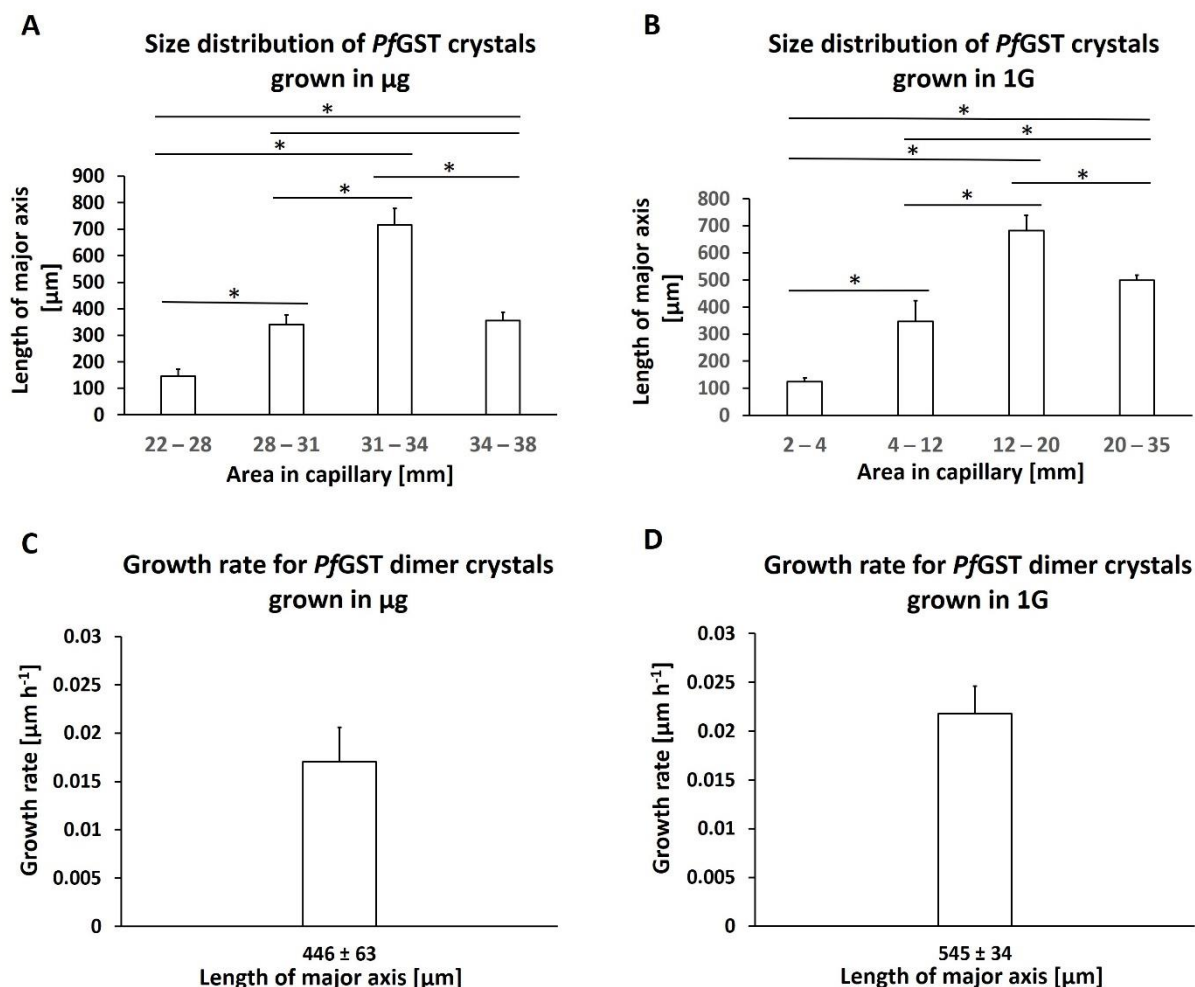 A
Size distribution of PfGST crystals
grown in µg
*
*
*
*
*
Length of major axis
[µm]
900
800
700
600
500
400
300
200
100
0
22 – 28
28 – 31
31 – 34
34 – 38
Area in capillary [mm]
B
Size distribution of PfGST crystals
grown in 1G
*
*
*
*
*
*
Length of major axis
[µm]
800
700
600
500
400
300
200
100
0
2 – 4
4 – 12
12 – 20
20 – 35
Area in capillary [mm]
C
Growth rate for PfGST dimer crystals
grown in µg
Growth rate [µm h⁻¹]
0.03
0.025
0.02
0.015
0.01
0.005
0
446 ± 63
Length of major axis [µm]
D
Growth rate for PfGST dimer crystals
grown in 1G
Growth rate [µm h⁻¹]
0.03
0.025
0.02
0.015
0.01
0.005
0
545 ± 34
Length of major axis [µm]